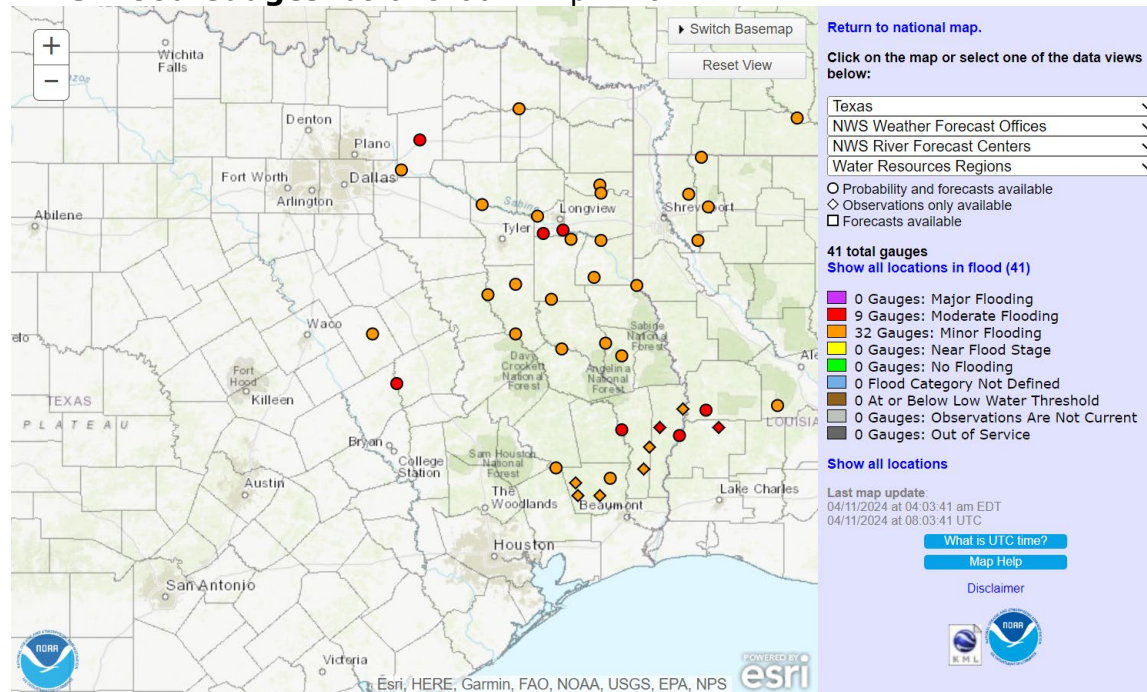 +
−
Switch Basemap
Reset View
Wichita
Falls
Denton
Plano
Fort Worth
Dallas
Arlington
Abilene
Sabine
Longview
Tyler
Shreveport
Waco
Fort
Hood
Killeen
TEXAS
PLATEAU
Davy
Crockett
National
Forest
Sabine
National
Forest
Angelina
National
Forest
Bryan
College
Station
Sam Houston
National
Forest
The
Woodlands
Beaumont
Lake Charles
Austin
Houston
San Antonio
Victoria
NOAA
Esri, HERE, Garmin, FAO, NOAA, USGS, EPA, NPS
POWERED BY
esri
Return to national map.
Click on the map or select one of the data views
below:
Texas
NWS Weather Forecast Offices
NWS River Forecast Centers
Water Resources Regions
Probability and forecasts available
Observations only available
Forecasts available
41 total gauges
Show all locations in flood (41)
0 Gauges: Major Flooding
9 Gauges: Moderate Flooding
32 Gauges: Minor Flooding
0 Gauges: Near Flood Stage
0 Gauges: No Flooding
0 Flood Category Not Defined
0 At or Below Low Water Threshold
0 Gauges: Observations Are Not Current
0 Gauges: Out of Service
Show all locations
Last map update:
04/11/2024 at 04:03:41 am EDT
04/11/2024 at 08:03:41 UTC
What is UTC time?
Map Help
Disclaimer
KML
NOAA